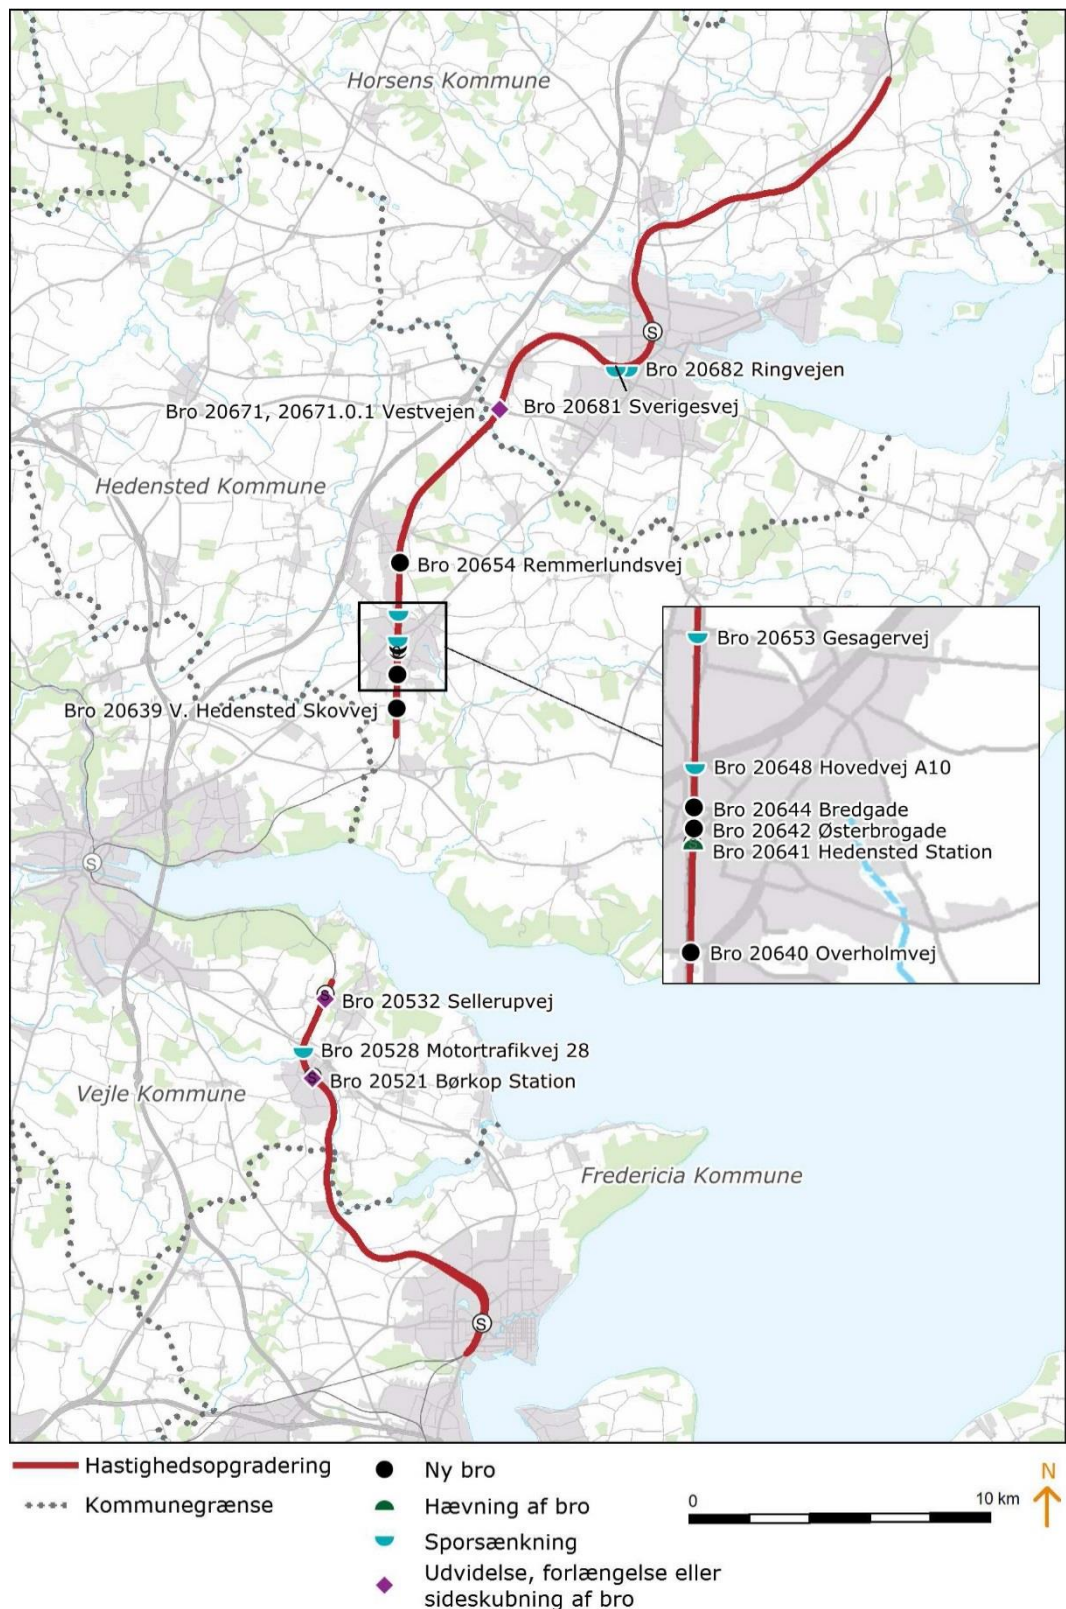 Horsens Kommune
S
Bro 20682 Ringvejen
Bro 20671, 20671.0.1 Vestvejen
Bro 20681 Sverigesvej
Hedensted Kommune
Bro 20654 Remmerlundsvej
Bro 20653 Gesagervej
Bro 20639 V. Hedensted Skovvej
Bro 20648 Hovedvej A10
Bro 20644 Bredgade
Bro 20642 Østerbrogade
Bro 20641 Hedensted Station
S
Bro 20640 Overholmvej
S
Bro 20532 Sellerupvej
Bro 20528 Motortrafikvej 28
S
Bro 20521 Børkop Station
Vejle Kommune
Fredericia Kommune
S
Hastighedsopgradering
Kommunegrænse
Ny bro
Hævning af bro
Sporsænkning
Udvidelse, forlængelse eller
sideskubning af bro
0 10 km
N